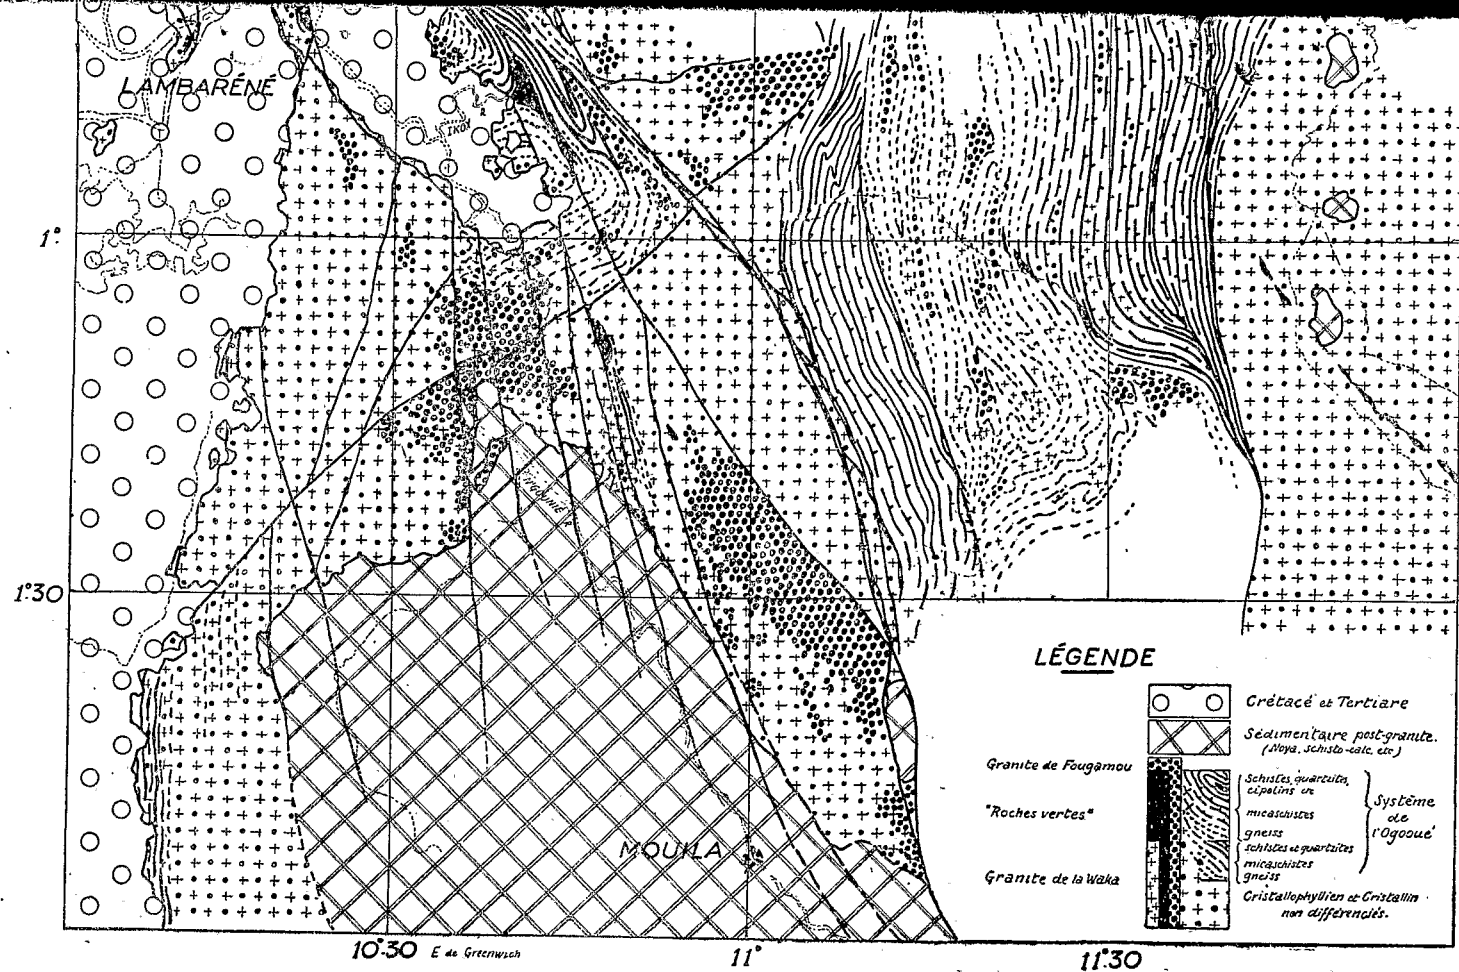 LAMBARÉNÉ
IKOY
1°
N'GOUNIÉ
1°30
MOUILA
10°30 E de Greenwich
11°
11°30
LÉGENDE
Crétacé et Tertiare
Sédimentaire post-granite.
(Noya, schisto-calc, etc)
Granite de Fougamou
"Roches vertes"
Granite de la Waka
Schistes, quartzites,
cipolins etc
micaschistes
gneiss
schistes et quartzites
micaschistes
gneiss
Système
de
l'Ogooué
Cristallophyllien et Cristallin
non différenciés.